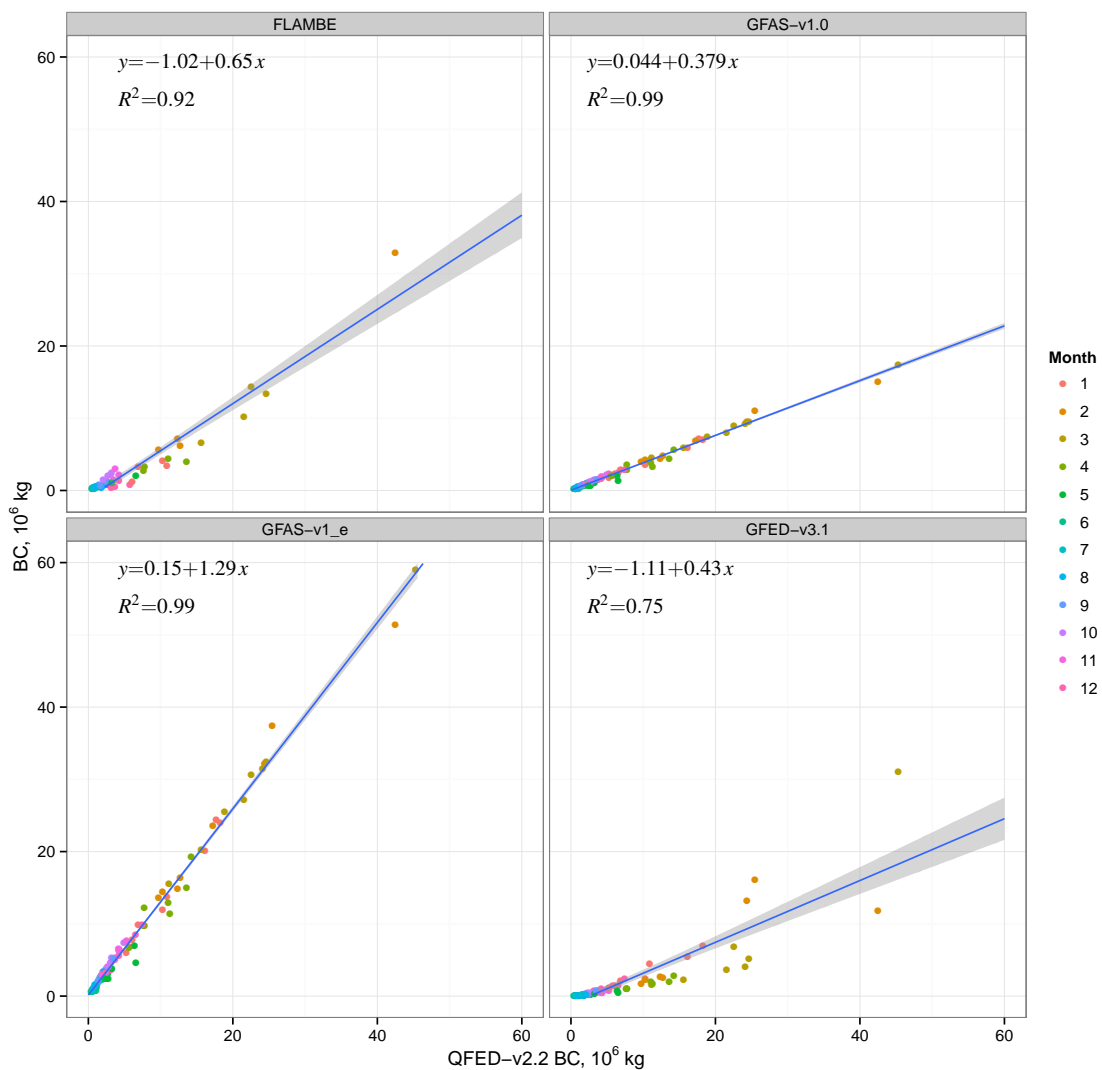 FLAMBE
GFAS−v1.0
y=−1.02+0.65x
R²=0.92
y=0.044+0.379x
R²=0.99
60
40
20
0
GFAS−v1_e
GFED−v3.1
y=0.15+1.29x
R²=0.99
y=−1.11+0.43x
R²=0.75
60
40
20
0
0 20 40 60
0 20 40 60
QFED−v2.2 BC, 10⁶ kg
BC, 10⁶ kg
Month
1
2
3
4
5
6
7
8
9
10
11
12